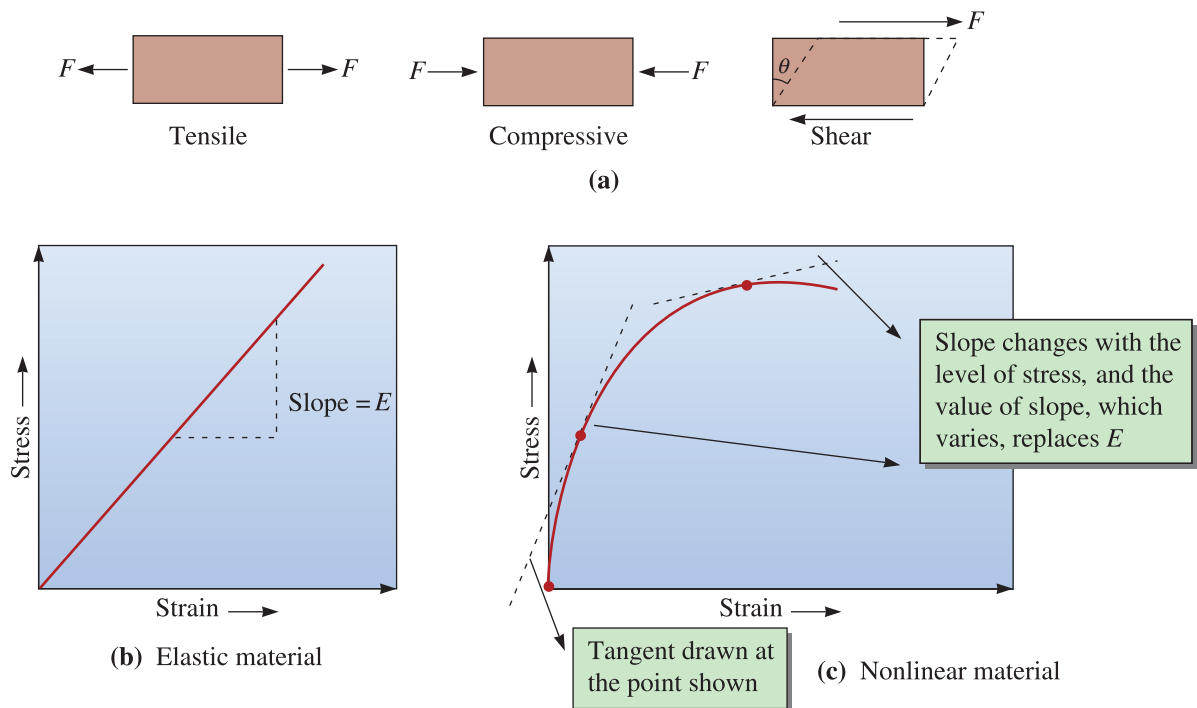 F F F F θ F
Tensile Compressive Shear
(a)
Stress
Slope = E
Strain
(b) Elastic material
Stress
Slope changes with the
level of stress, and the
value of slope, which
varies, replaces E
Strain
Tangent drawn at
the point shown
(c) Nonlinear material